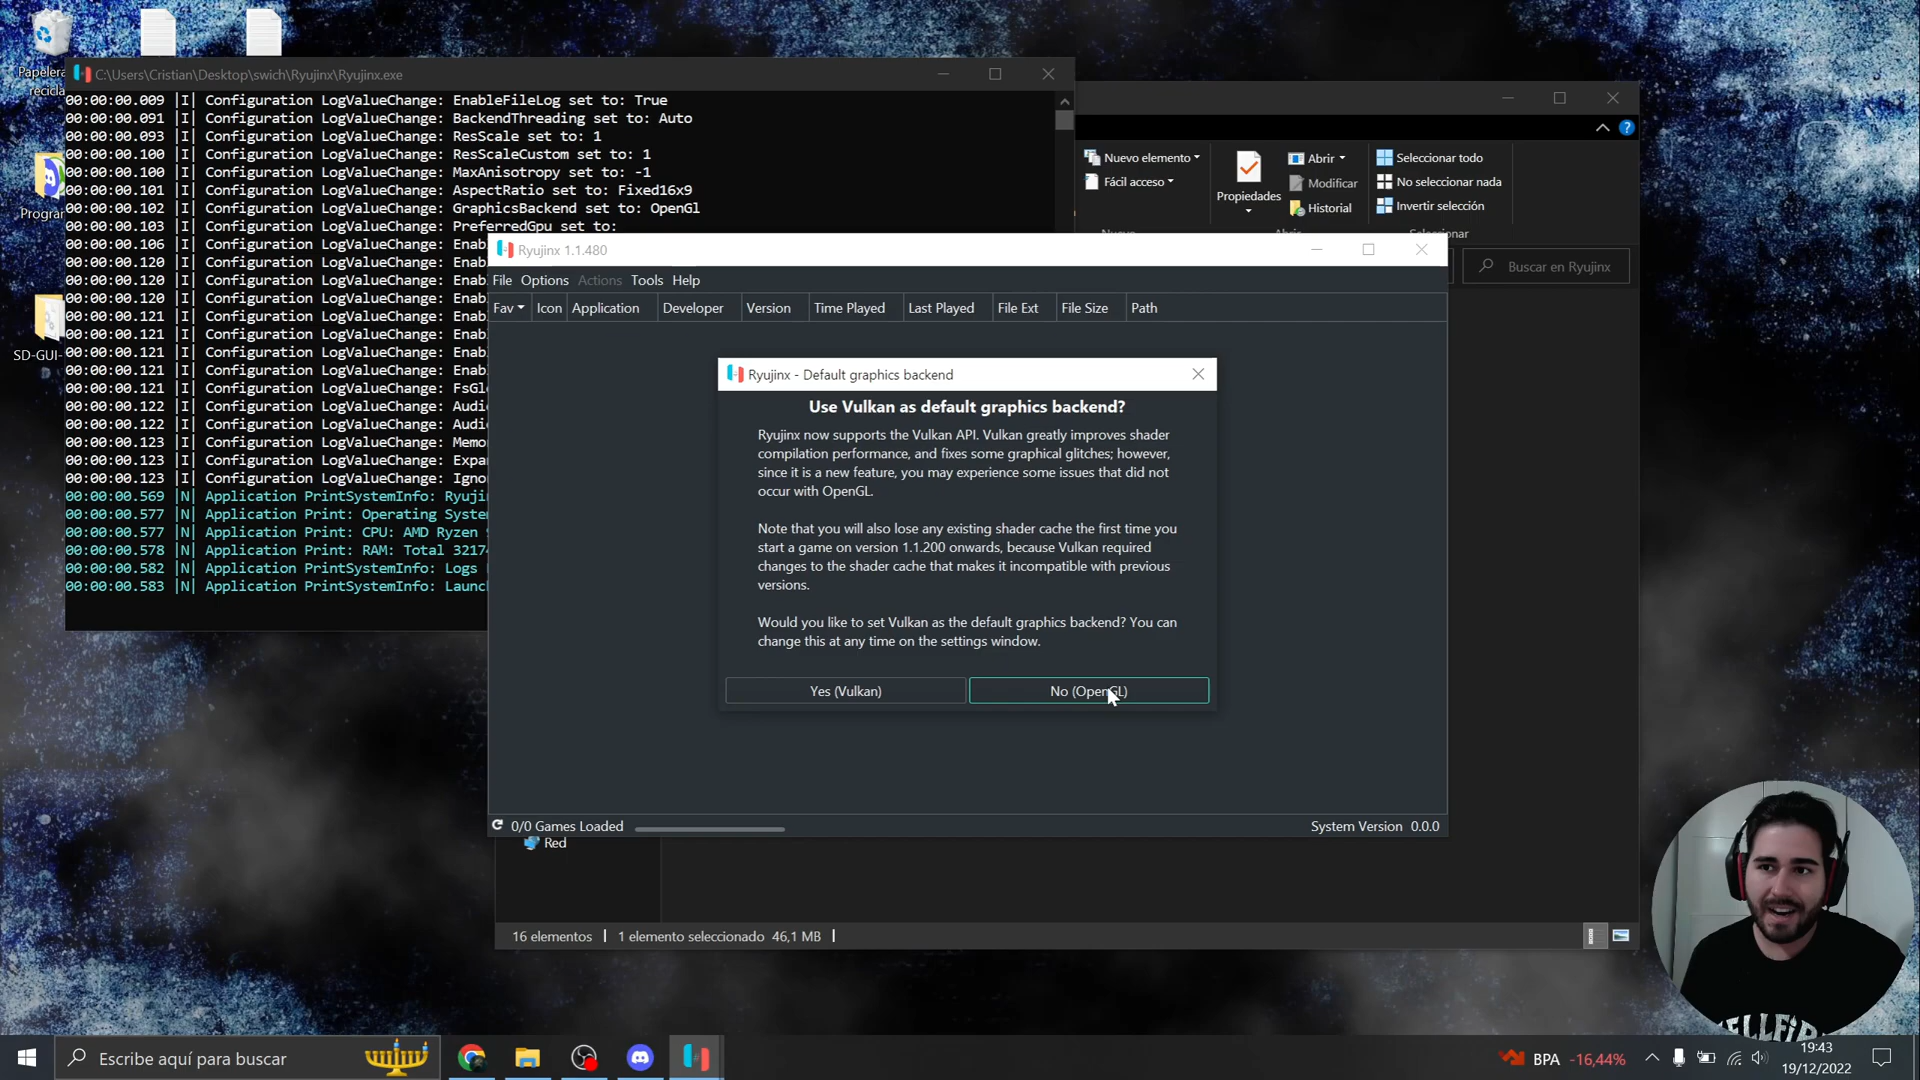 Papelera
recicla
Progran
SD-GUI-
C:\Users\Cristian\Desktop\swich\Ryujinx\Ryujinx.exe
00:00:00.009 |I| Configuration LogValueChange: EnableFileLog set to: True
00:00:00.091 |I| Configuration LogValueChange: BackendThreading set to: Auto
00:00:00.093 |I| Configuration LogValueChange: ResScale set to: 1
00:00:00.100 |I| Configuration LogValueChange: ResScaleCustom set to: 1
00:00:00.100 |I| Configuration LogValueChange: MaxAnisotropy set to: -1
00:00:00.101 |I| Configuration LogValueChange: AspectRatio set to: Fixed16x9
00:00:00.102 |I| Configuration LogValueChange: GraphicsBackend set to: OpenGl
00:00:00.103 |I| Configuration LogValueChange: PreferredGpu set to:
00:00:00.106 |I| Configuration LogValueChange: Enab
00:00:00.120 |I| Configuration LogValueChange: Enab
00:00:00.120 |I| Configuration LogValueChange: Enab
00:00:00.120 |I| Configuration LogValueChange: Enab
00:00:00.121 |I| Configuration LogValueChange: Enab
00:00:00.121 |I| Configuration LogValueChange: Enab
00:00:00.121 |I| Configuration LogValueChange: Enab
00:00:00.121 |I| Configuration LogValueChange: Enab
00:00:00.121 |I| Configuration LogValueChange: FsGl
00:00:00.122 |I| Configuration LogValueChange: Audi
00:00:00.122 |I| Configuration LogValueChange: Audi
00:00:00.123 |I| Configuration LogValueChange: Memo
00:00:00.123 |I| Configuration LogValueChange: Expa
00:00:00.123 |I| Configuration LogValueChange: Igno
00:00:00.569 |N| Application PrintSystemInfo: Ryuji
00:00:00.577 |N| Application Print: Operating Syste
00:00:00.577 |N| Application Print: CPU: AMD Ryzen
00:00:00.578 |N| Application Print: RAM: Total 3217
00:00:00.582 |N| Application PrintSystemInfo: Logs
00:00:00.583 |N| Application PrintSystemInfo: Launc
Nuevo elemento
Fácil acceso
Propiedades
Abrir
Modificar
Historial
Seleccionar todo
No seleccionar nada
Invertir selección
Buscar en Ryujinx
Ryujinx 1.1.480
File Options Actions Tools Help
Fav Icon Application Developer Version Time Played Last Played File Ext File Size Path
Ryujinx - Default graphics backend
Use Vulkan as default graphics backend?
Ryujinx now supports the Vulkan API. Vulkan greatly improves shader
compilation performance, and fixes some graphical glitches; however,
since it is a new feature, you may experience some issues that did not
occur with OpenGL.
Note that you will also lose any existing shader cache the first time you
start a game on version 1.1.200 onwards, because Vulkan required
changes to the shader cache that makes it incompatible with previous
versions.
Would you like to set Vulkan as the default graphics backend? You can
change this at any time on the settings window.
Yes (Vulkan)
No (OpenGL)
0/0 Games Loaded
System Version 0.0.0
Red
16 elementos
1 elemento seleccionado 46,1 MB
Escribe aquí para buscar
BPA -16,44%
19:43
19/12/2022